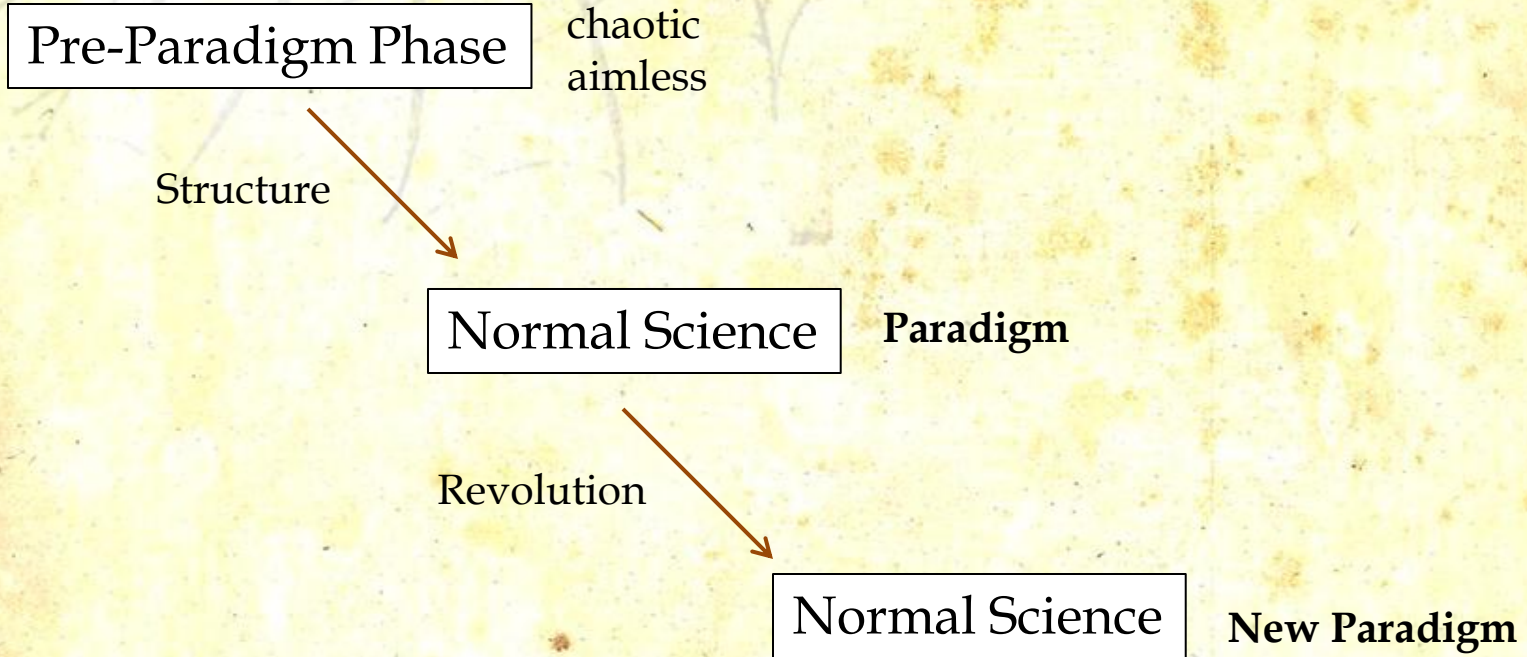 Pre-Paradigm Phase
chaotic
aimless
Structure
Normal Science
Paradigm
Revolution
Normal Science
New Paradigm